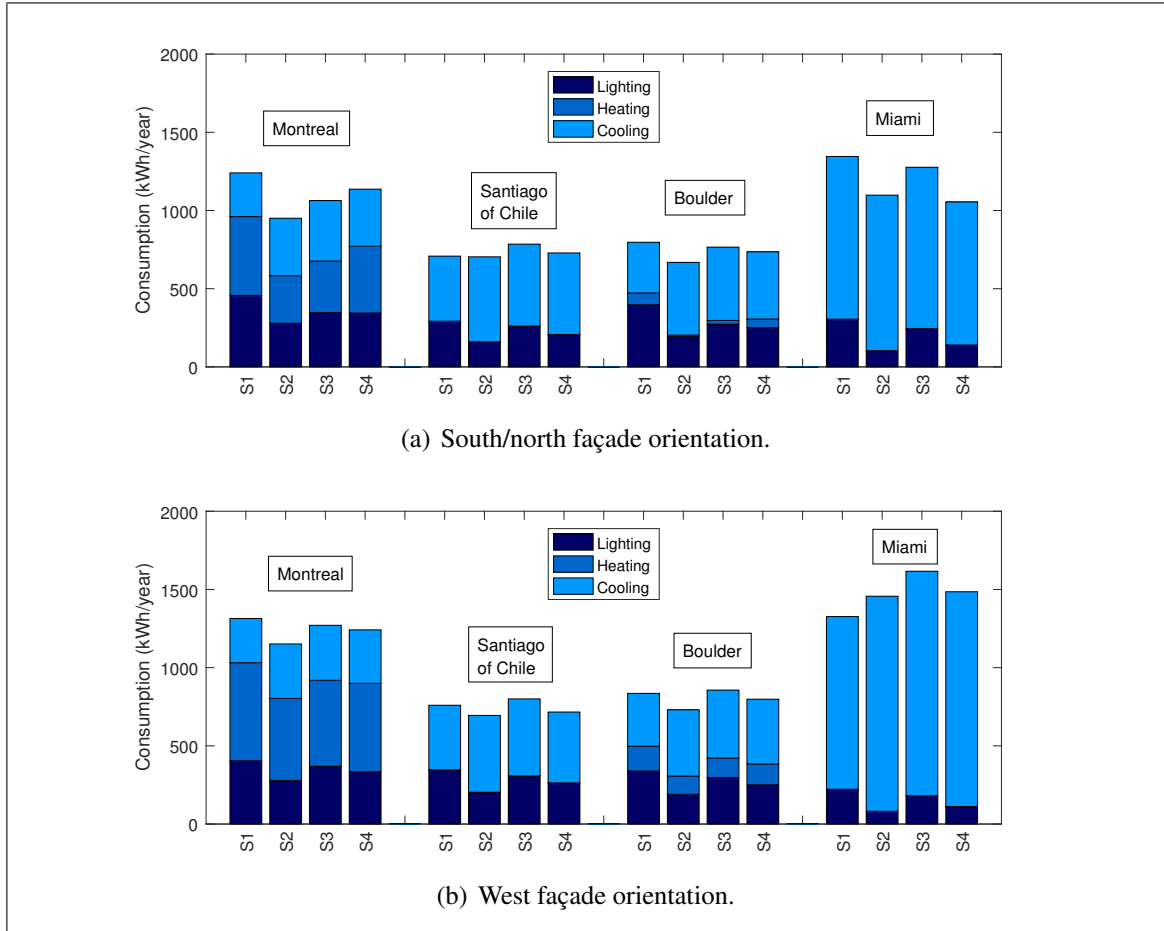 2000
1500
1000
500
0
Consumption (kWh/year)
Lighting
Heating
Cooling
Montreal
Santiago
of Chile
Boulder
Miami
S1 S2 S3 S4 S1 S2 S3 S4 S1 S2 S3 S4 S1 S2 S3 S4
(a) South/north façade orientation.
2000
1500
1000
500
0
Consumption (kWh/year)
Lighting
Heating
Cooling
Montreal
Santiago
of Chile
Boulder
Miami
S1 S2 S3 S4 S1 S2 S3 S4 S1 S2 S3 S4 S1 S2 S3 S4
(b) West façade orientation.